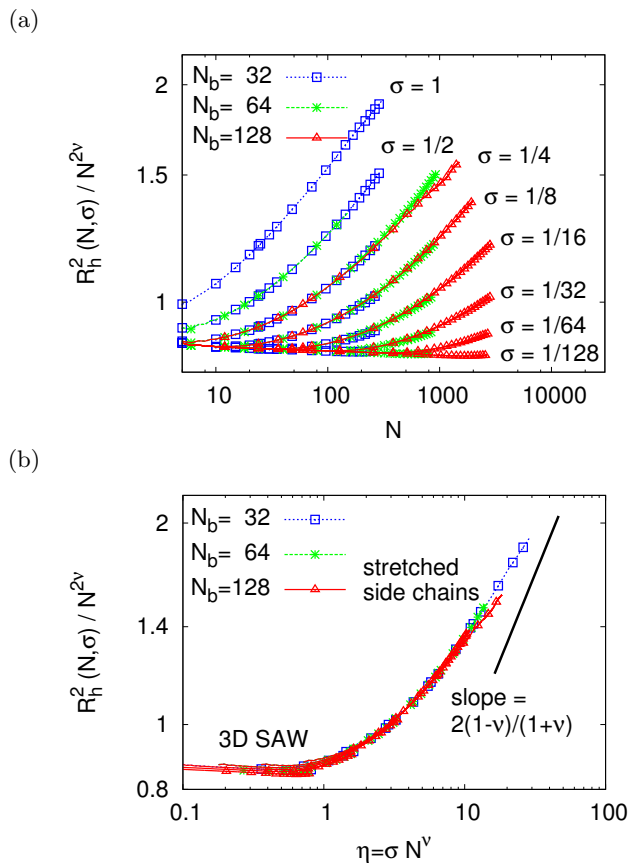 (a)
R_h^2 (N,σ) / N^{2ν}
2
1.5
1
N_b= 32
N_b= 64
N_b=128
σ = 1
σ = 1/2
σ = 1/4
σ = 1/8
σ = 1/16
σ = 1/32
σ = 1/64
σ = 1/128
10
100
1000
10000
N
(b)
R_h^2 (N,σ) / N^{2ν}
2
1.4
1
0.8
N_b= 32
N_b= 64
N_b=128
stretched
side chains
3D SAW
slope =
2(1-ν)/(1+ν)
0.1
1
10
100
η=σ N^ν